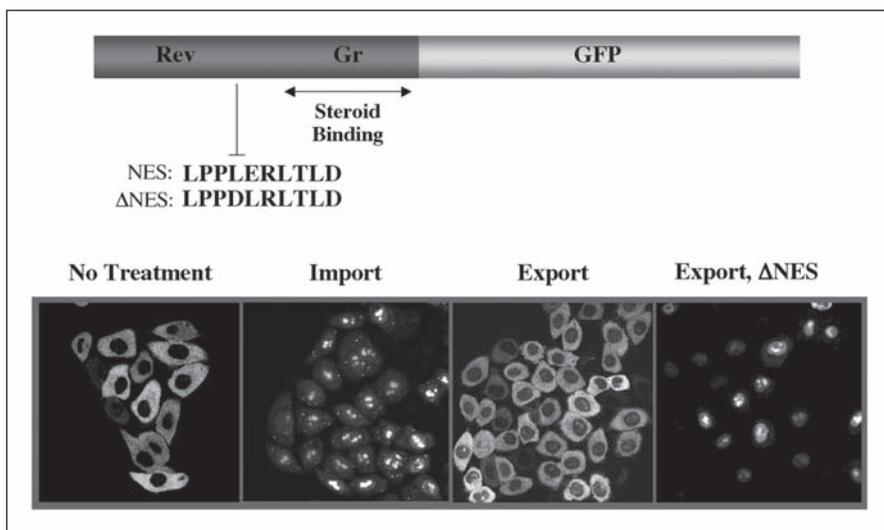 Rev Gr GFP
Steroid
Binding
NES: LPPLERLTLD
ΔNES: LPPDLRLTLD
No Treatment Import Export Export, ΔNES